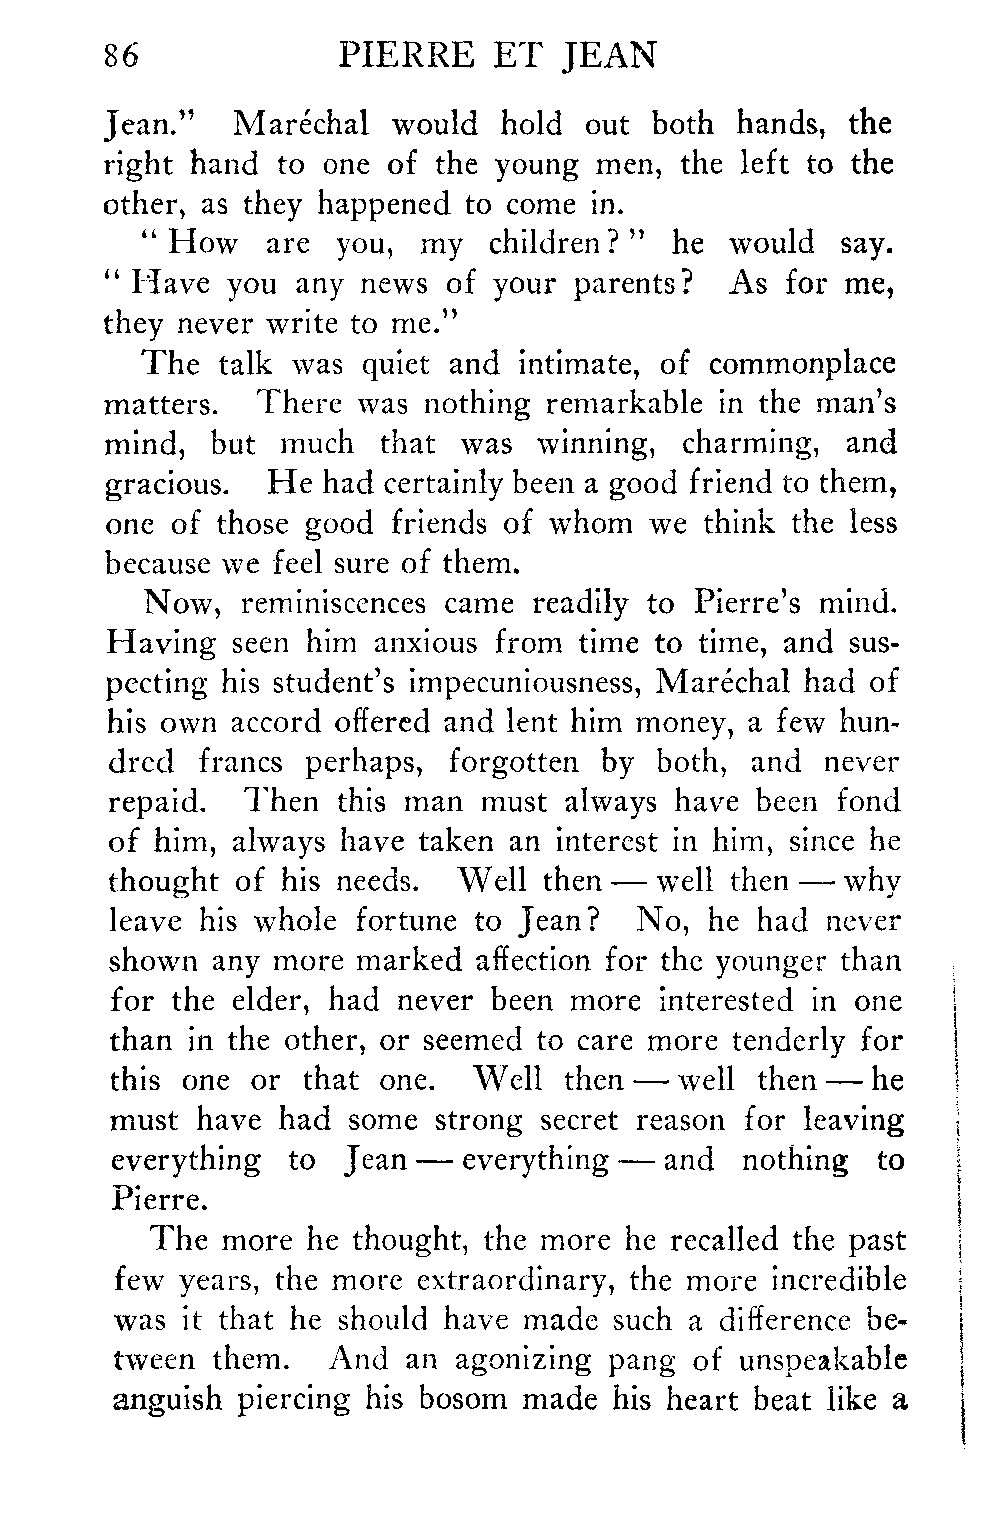 86 PIERRE ET JEAN
Jean." Maréchal would hold out both hands, the
right hand to one of the young men, the left to the
other, as they happened to come in.
"How are you, my children?" he would say.
"Have you any news of your parents? As for me,
they never write to me."
The talk was quiet and intimate, of commonplace
matters. There was nothing remarkable in the man's
mind, but much that was winning, charming, and
gracious. He had certainly been a good friend to them,
one of those good friends of whom we think the less
because we feel sure of them.
Now, reminiscences came readily to Pierre's mind.
Having seen him anxious from time to time, and sus-
pecting his student's impecuniousness, Maréchal had of
his own accord offered and lent him money, a few hun-
dred francs perhaps, forgotten by both, and never
repaid. Then this man must always have been fond
of him, always have taken an interest in him, since he
thought of his needs. Well then — well then — why
leave his whole fortune to Jean? No, he had never
shown any more marked affection for the younger than
for the elder, had never been more interested in one
than in the other, or seemed to care more tenderly for
this one or that one. Well then — well then — he
must have had some strong secret reason for leaving
everything to Jean — everything — and nothing to
Pierre.
The more he thought, the more he recalled the past
few years, the more extraordinary, the more incredible
was it that he should have made such a difference be-
tween them. And an agonizing pang of unspeakable
anguish piercing his bosom made his heart beat like a